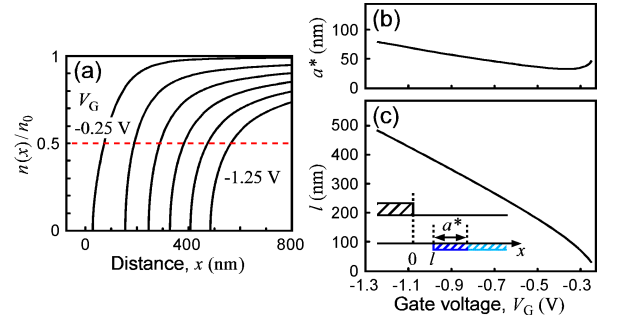 (a)
V_G
-0.25 V
-1.25 V
n(x)/n_0
1
0.5
0
0 200 400 600 800
Distance, x (nm)
(b)
a* (nm)
100
50
0
(c)
l (nm)
500
400
300
200
100
0
a*
0 l x
-1.3 -1.1 -0.9 -0.7 -0.5 -0.3
Gate voltage, V_G (V)